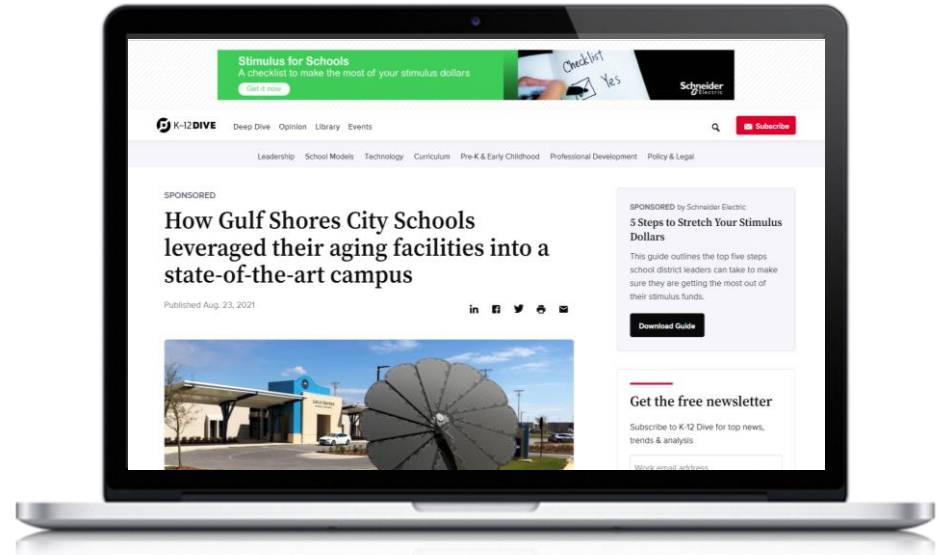 Stimulus for Schools
A checklist to make the most of your stimulus dollars
Get it now
Checklist
Yes
Schneider
Electric
K-12 DIVE Deep Dive Opinion Library Events Subscribe
Leadership School Models Technology Curriculum Pre-K & Early Childhood Professional Development Policy & Legal
SPONSORED
How Gulf Shores City Schools
leveraged their aging facilities into a
state-of-the-art campus
Published Aug. 23, 2021
SPONSORED by Schneider Electric
5 Steps to Stretch Your Stimulus
Dollars
This guide outlines the top five steps
school district leaders can take to make
sure they are getting the most out of
their stimulus funds.
Download Guide
Get the free newsletter
Subscribe to K-12 Dive for top news,
trends & analysis
Work email address